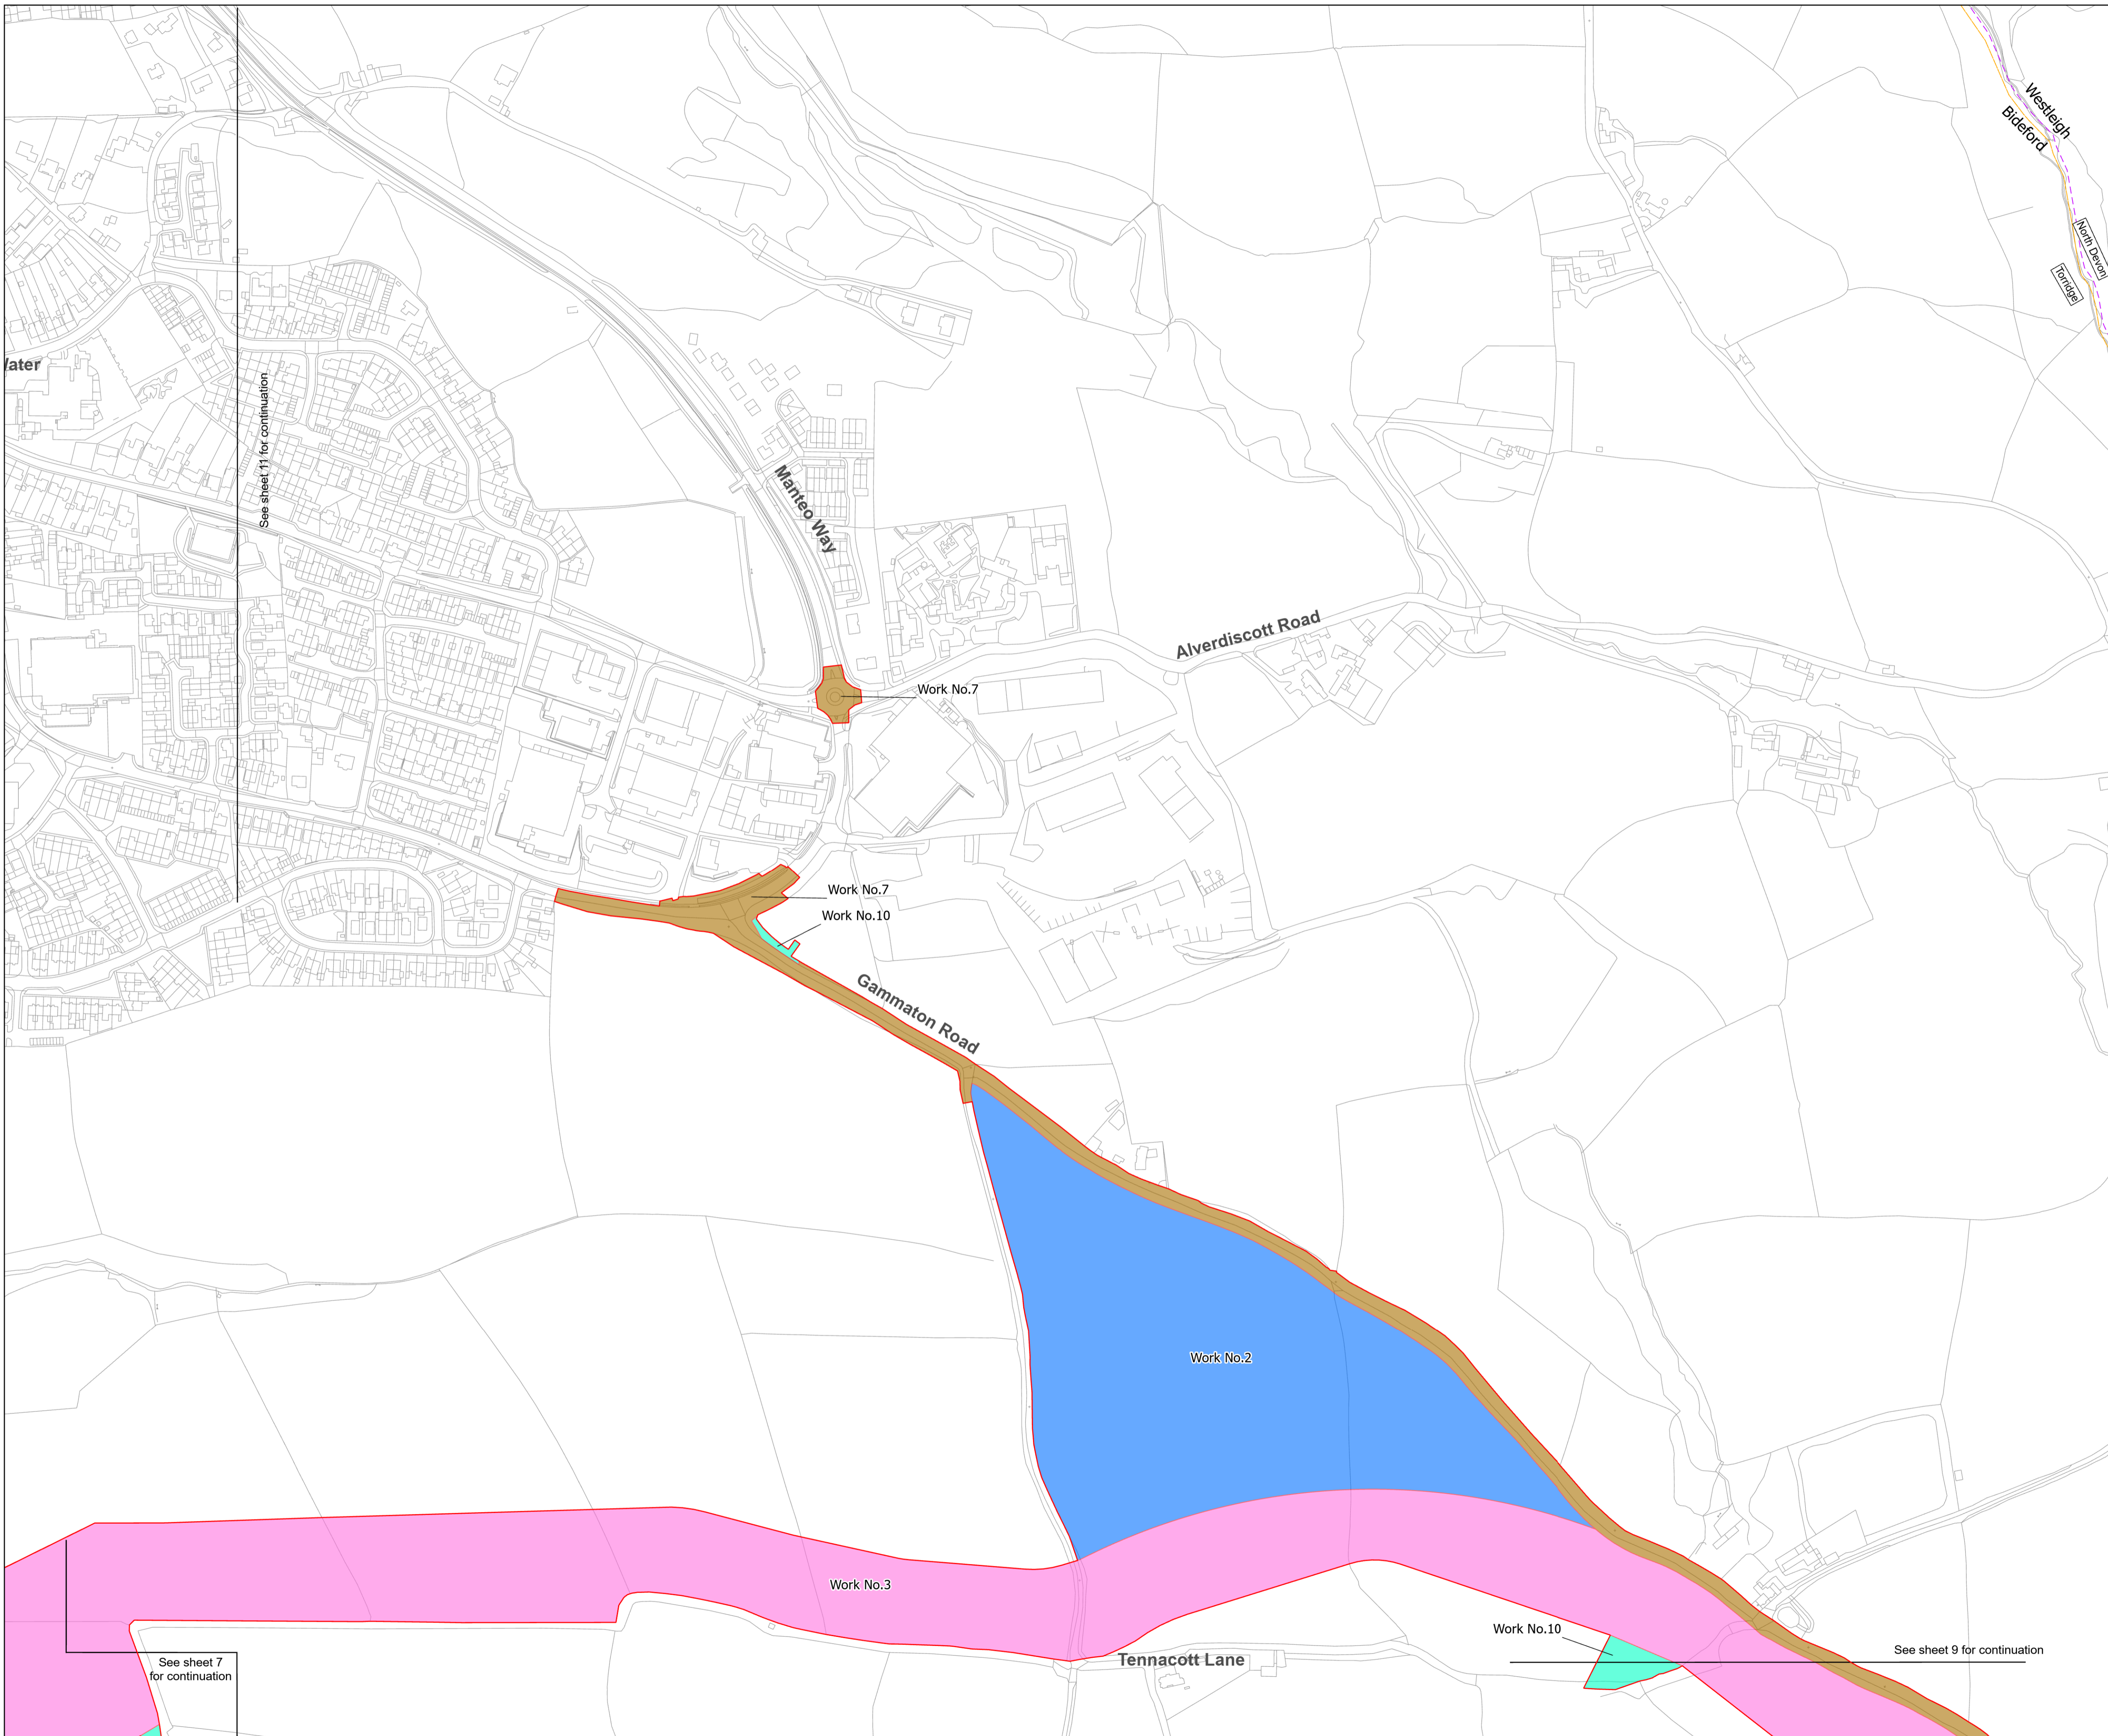 Westleigh
Bideford
North Devon
Torridge
See sheet 11 for continuation
Manteo Way
Alverdiscott Road
Work No.7
Work No.7
Work No.10
Gammaton Road
Work No.2
Work No.3
Work No.10
See sheet 9 for continuation
Tennacott Lane
See sheet 7
for continuation